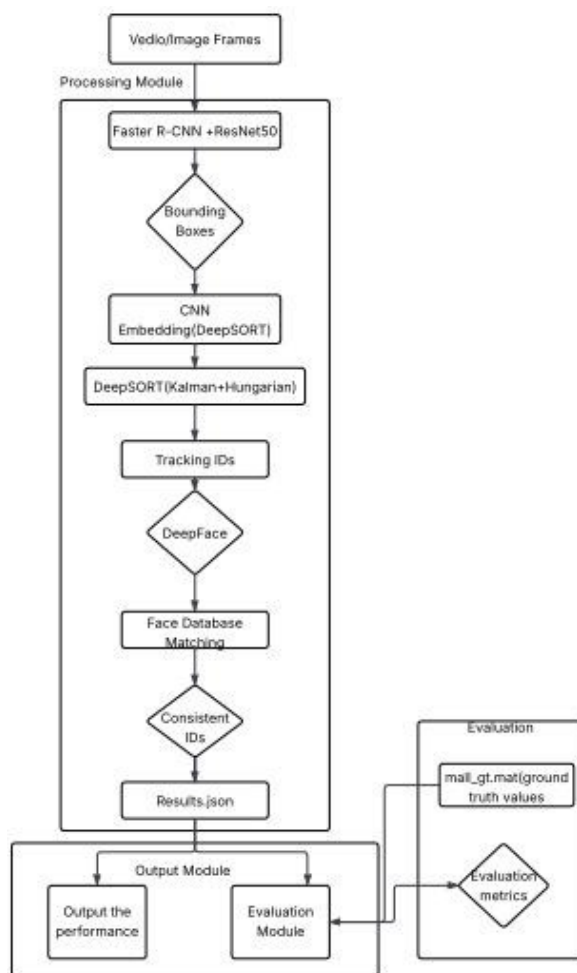 Vedio/Image Frames
Processing Module
Faster R-CNN +ResNet50
Bounding
Boxes
CNN
Embedding(DeepSORT)
DeepSORT(Kalman+Hungarian)
Tracking IDs
DeepFace
Face Database
Matching
Consistent
IDs
Results.json
Output Module
Output the
performance
Evaluation
Module
Evaluation
mall_gt.mat(ground
truth values
Evaluation
metrics